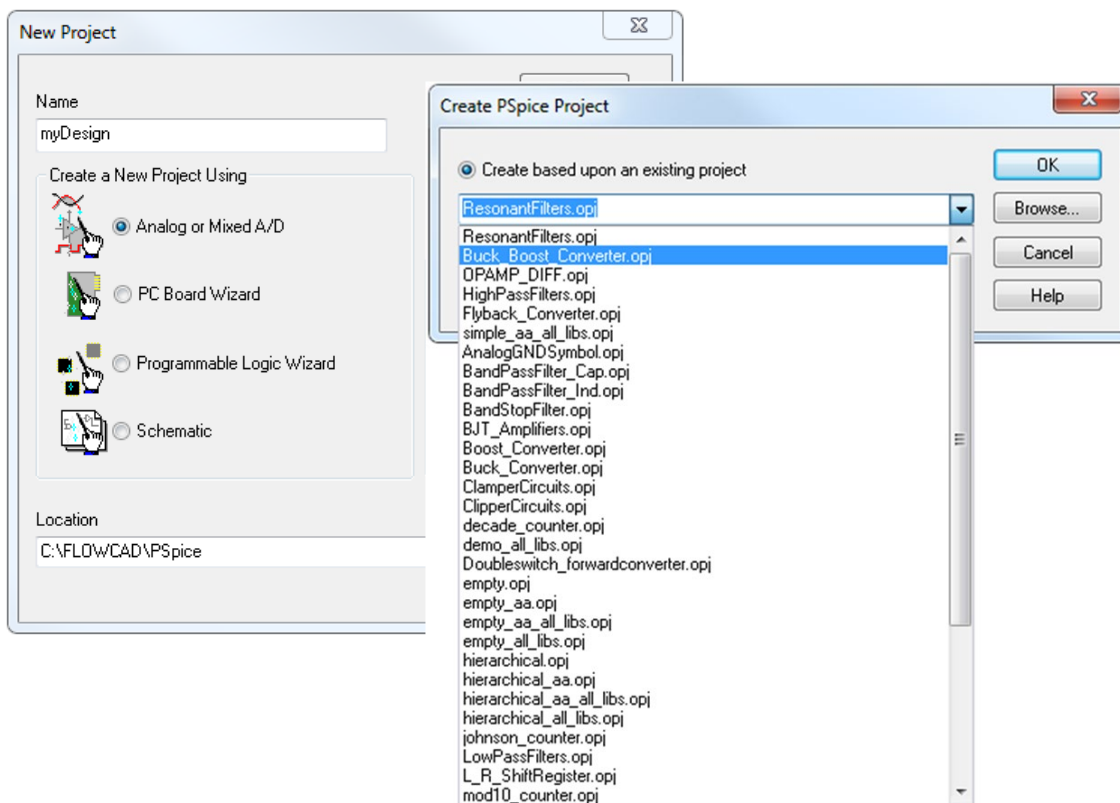 New Project
Name
myDesign
Create a New Project Using
Analog or Mixed A/D
PC Board Wizard
Programmable Logic Wizard
Schematic
Location
C:\FLOWCAD\PSpice
Create PSpice Project
Create based upon an existing project
ResonantFilters.opj
OK
Browse...
Cancel
Help
ResonantFilters.opj
Buck_Boost_Converter.opj
OPAMP_DIFF.opj
HighPassFilters.opj
Flyback_Converter.opj
simple_aa_all_libs.opj
AnalogGNDSymbol.opj
BandPassFilter_Cap.opj
BandPassFilter_Ind.opj
BandStopFilter.opj
BJT_Amplifiers.opj
Boost_Converter.opj
Buck_Converter.opj
ClamperCircuits.opj
ClipperCircuits.opj
decade_counter.opj
demo_all_libs.opj
Doubleswitch_forwardconverter.opj
empty.opj
empty_aa.opj
empty_aa_all_libs.opj
empty_all_libs.opj
hierarchical.opj
hierarchical_aa.opj
hierarchical_aa_all_libs.opj
hierarchical_all_libs.opj
johnson_counter.opj
LowPassFilters.opj
L_R_ShiftRegister.opj
mod10_counter.opj